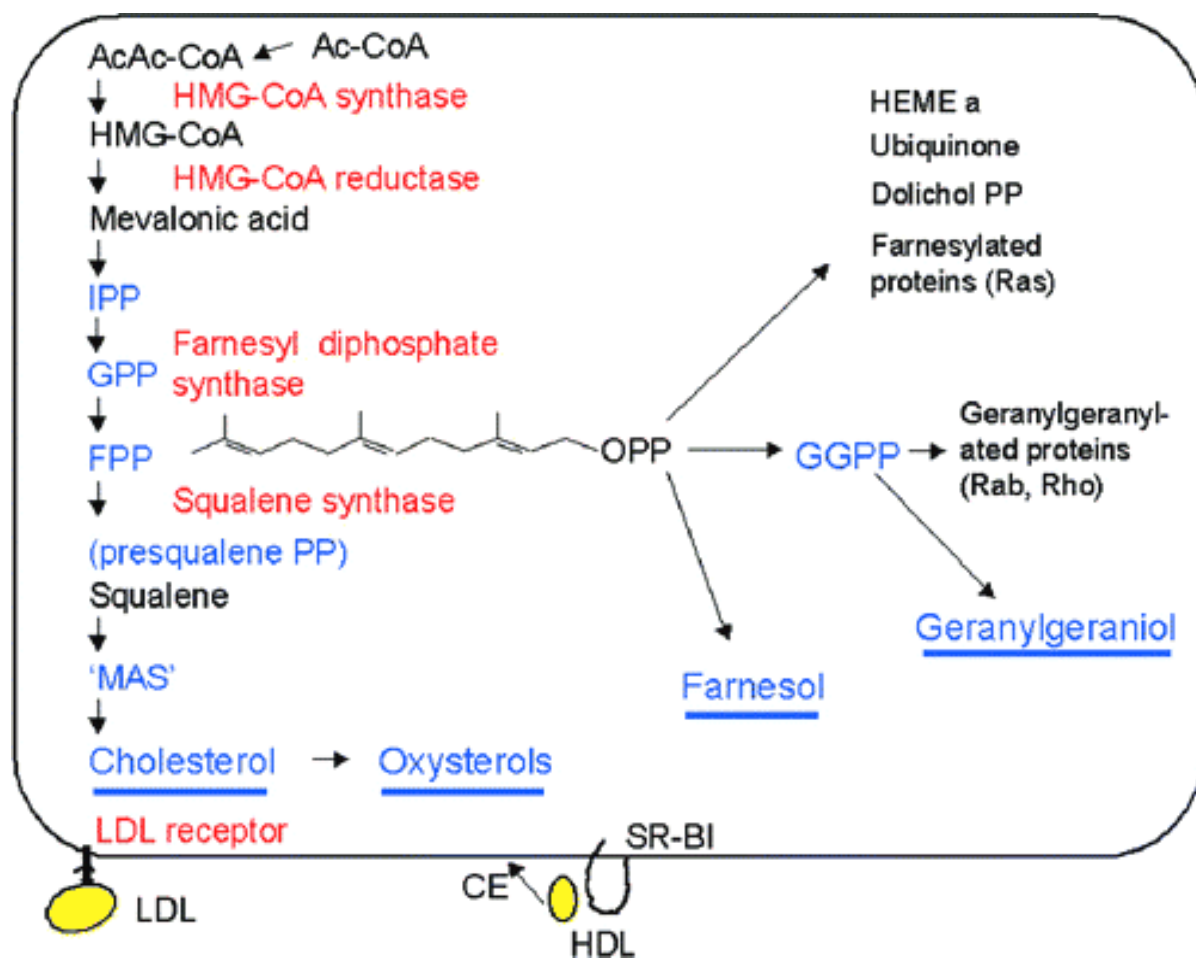 AcAc-CoA
Ac-CoA
HMG-CoA synthase
HMG-CoA
HMG-CoA reductase
Mevalonic acid
IPP
Farnesyl diphosphate
synthase
GPP
FPP
OPP
Squalene synthase
(presqualene PP)
Squalene
'MAS'
Cholesterol
Oxysterols
LDL receptor
LDL
HEME a
Ubiquinone
Dolichol PP
Farnesylated
proteins (Ras)
GGPP
Geranylgeranyl-
ated proteins
(Rab, Rho)
Geranylgeraniol
Farnesol
SR-BI
CE
HDL